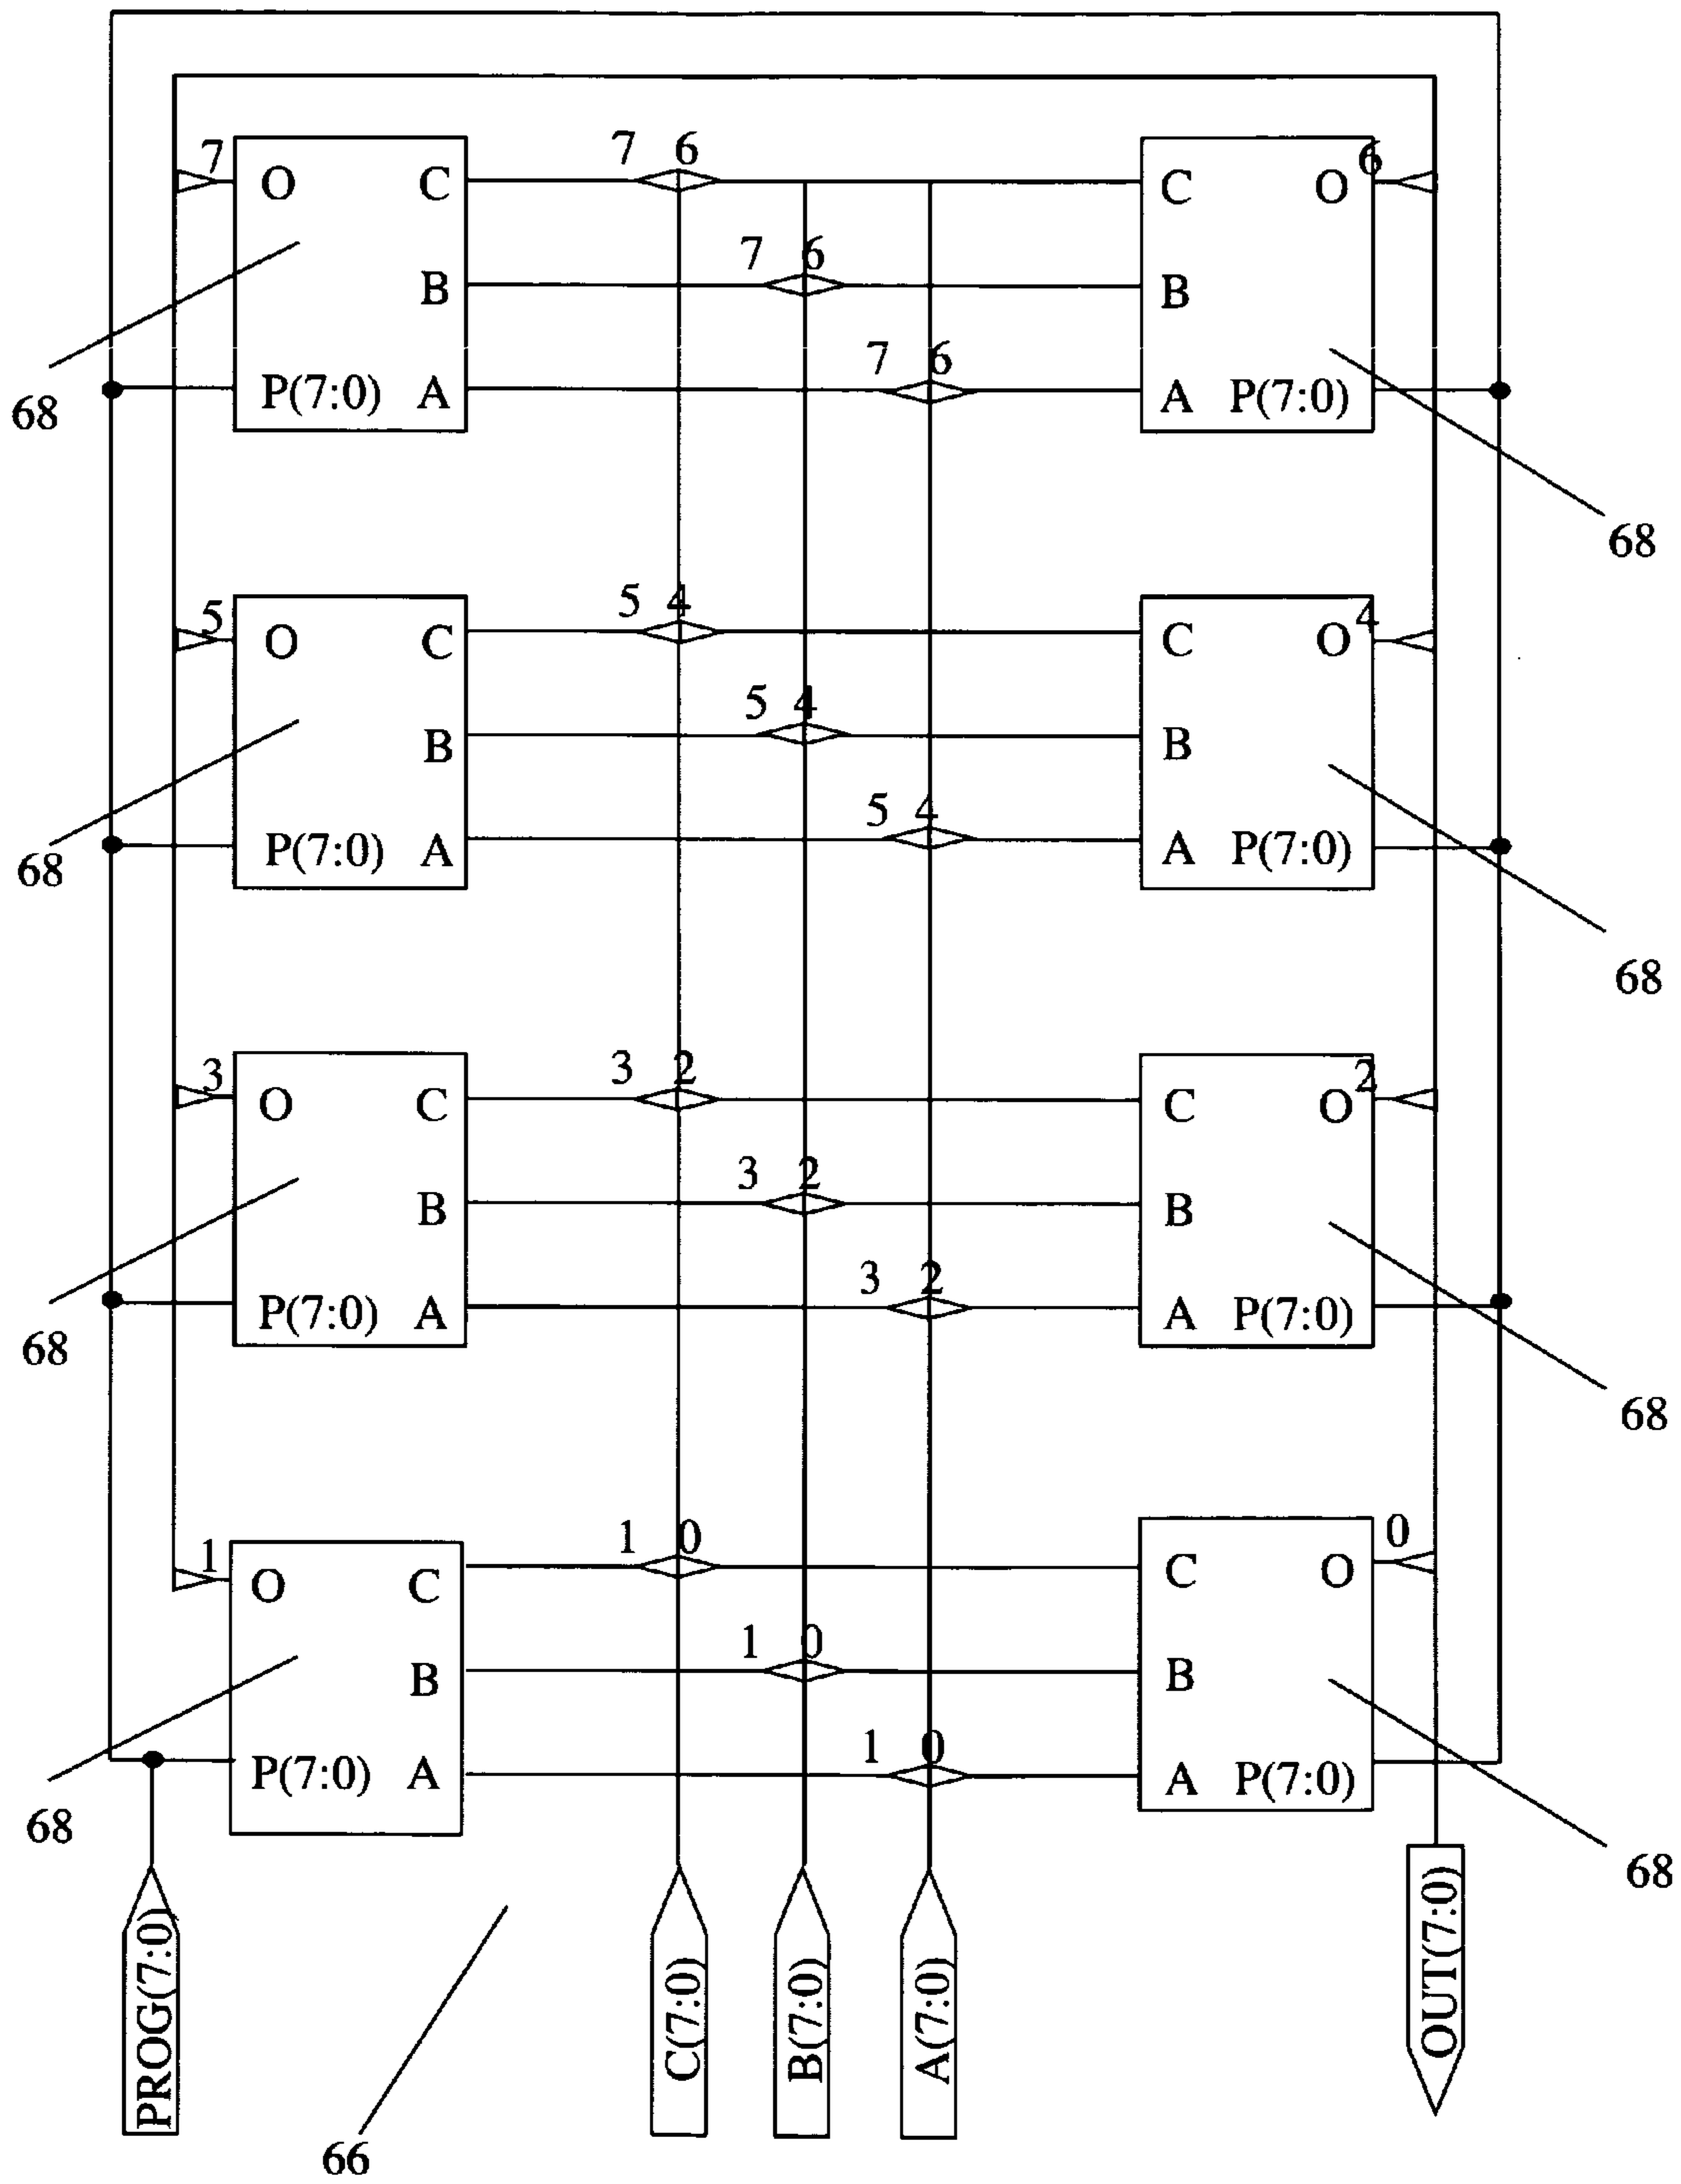 7 O C 7 6 C O 6
B 7 6 B
P(7:0) A 7 6 A P(7:0)
68
68
5 O C 5 4 C O 4
B 5 4 B
P(7:0) A 5 4 A P(7:0)
68
68
3 O C 3 2 C O 2
B 3 2 B
P(7:0) A 3 2 A P(7:0)
68
68
1 O C 1 0 C O 0
B 1 0 B
P(7:0) A 1 0 A P(7:0)
68
68
PROG(7:0)
C(7:0)
B(7:0)
A(7:0)
OUT(7:0)
66